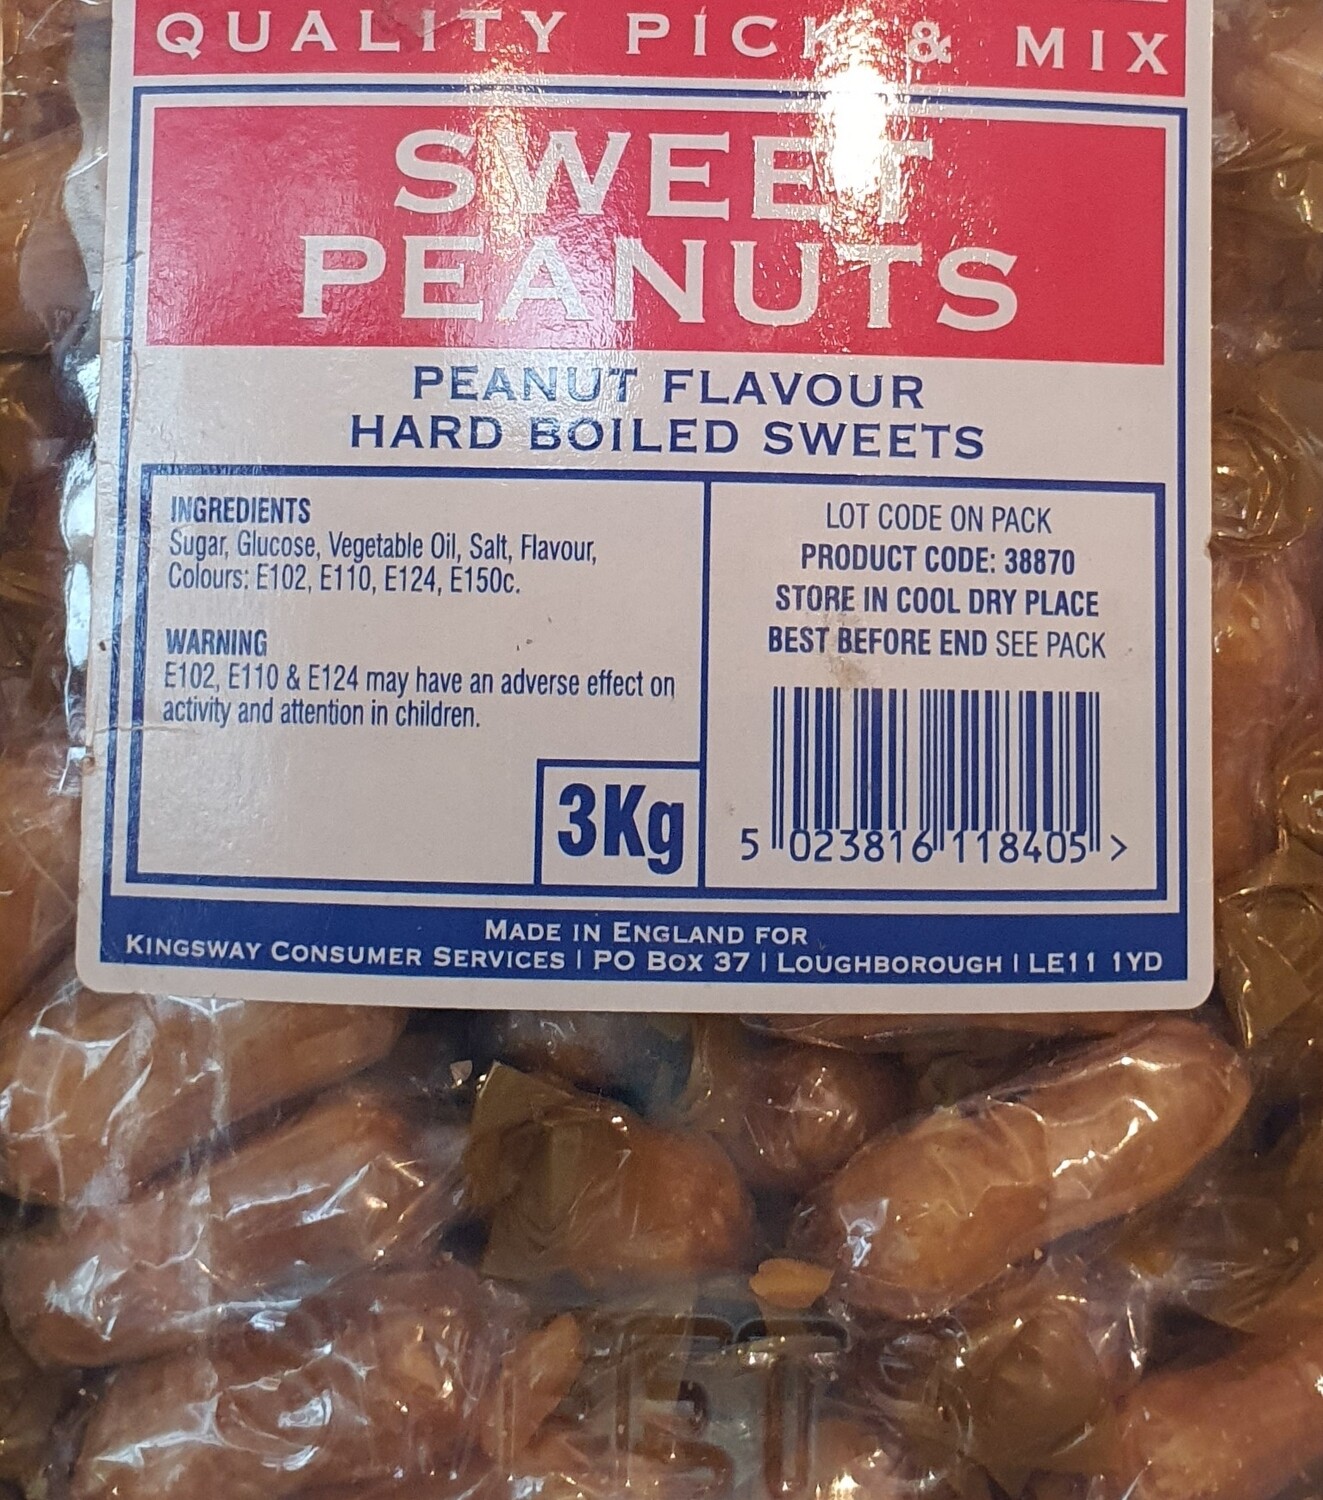 QUALITY PICK & MIX
SWEET
PEANUTS
PEANUT FLAVOUR
HARD BOILED SWEETS
INGREDIENTS
Sugar, Glucose, Vegetable Oil, Salt, Flavour,
Colours: E102, E110, E124, E150c.
WARNING
E102, E110 & E124 may have an adverse effect on
activity and attention in children.
3Kg
LOT CODE ON PACK
PRODUCT CODE: 38870
STORE IN COOL DRY PLACE
BEST BEFORE END SEE PACK
5 023816 118405 >
MADE IN ENGLAND FOR
KINGSWAY CONSUMER SERVICES | PO BOX 37 | LOUGHBOROUGH | LE11 1YD